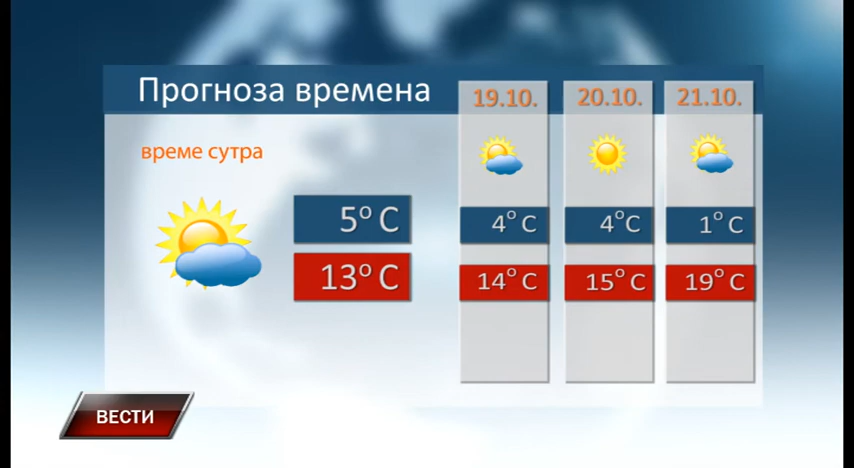 Прогноза времена
време сутра
5° C
13° C
19.10.
4° C
14° C
20.10.
4°C
15° C
21.10.
1° C
19° C
ВЕСТИ